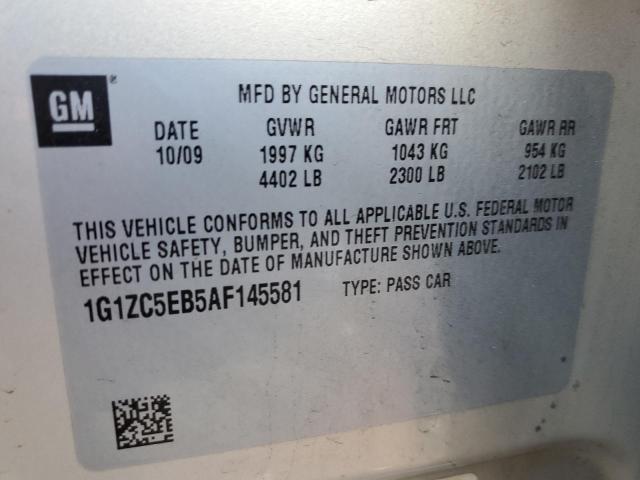 GM®
MFD BY GENERAL MOTORS LLC
DATE GVWR GAWR FRT GAWR RR
10/09 1997 KG 1043 KG 954 KG
4402 LB 2300 LB 2102 LB
THIS VEHICLE CONFORMS TO ALL APPLICABLE U.S. FEDERAL MOTOR
VEHICLE SAFETY, BUMPER, AND THEFT PREVENTION STANDARDS IN
EFFECT ON THE DATE OF MANUFACTURE SHOWN ABOVE.
1G1ZC5EB5AF145581 TYPE: PASS CAR